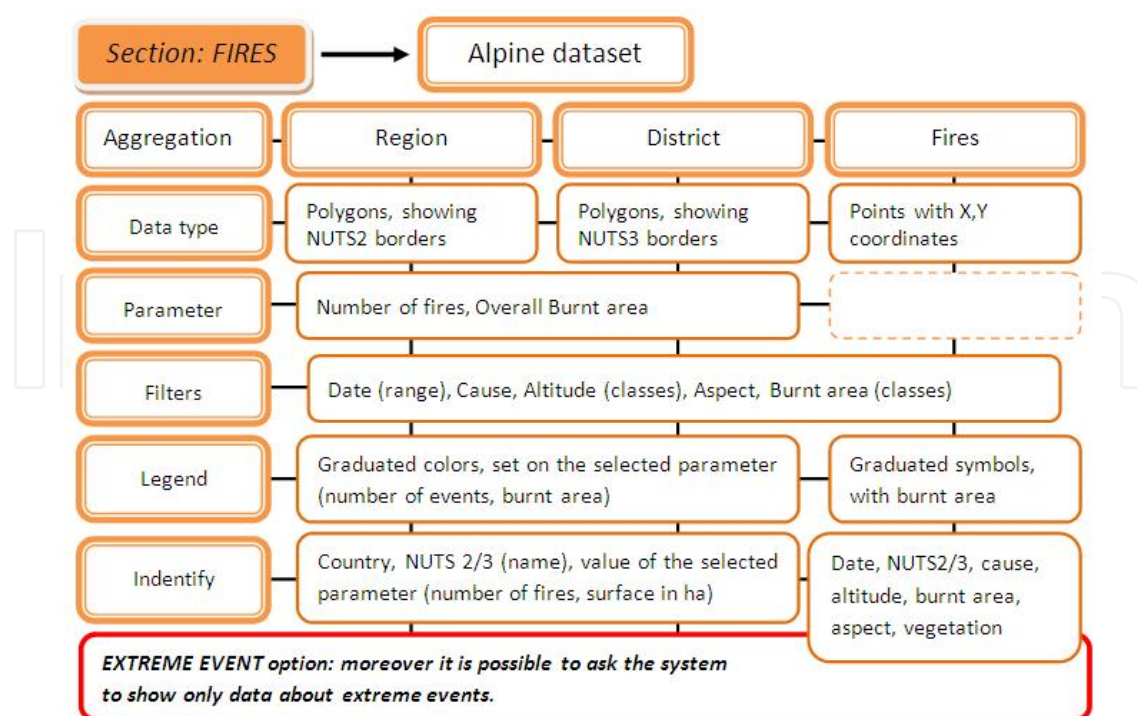 Section: FIRES
Alpine dataset
Aggregation
Region
District
Fires
Data type
Polygons, showing
NUTS2 borders
Polygons, showing
NUTS3 borders
Points with X,Y
coordinates
Parameter
Number of fires, Overall Burnt area
Filters
Date (range), Cause, Altitude (classes), Aspect, Burnt area (classes)
Legend
Graduated colors, set on the selected parameter
(number of events, burnt area)
Graduated symbols,
with burnt area
Indentify
Country, NUTS 2/3 (name), value of the selected
parameter (number of fires, surface in ha)
Date, NUTS2/3, cause,
altitude, burnt area,
aspect, vegetation
EXTREME EVENT option: moreover it is possible to ask the system
to show only data about extreme events.